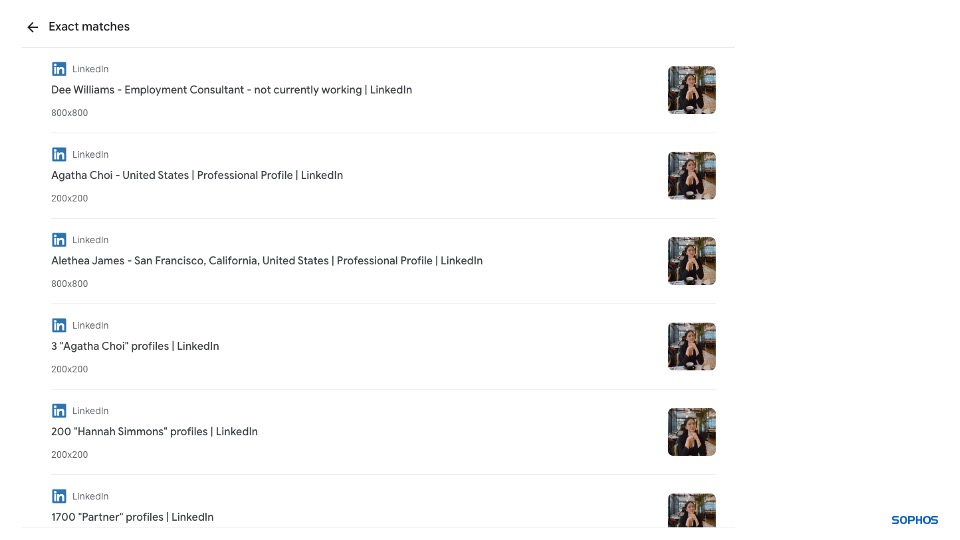 Exact matches
LinkedIn
Dee Williams - Employment Consultant - not currently working | LinkedIn
800x800
LinkedIn
Agatha Choi - United States | Professional Profile | LinkedIn
200x200
LinkedIn
Alethea James - San Francisco, California, United States | Professional Profile | LinkedIn
800x800
LinkedIn
3 "Agatha Choi" profiles | LinkedIn
200x200
LinkedIn
200 "Hannah Simmons" profiles | LinkedIn
200x200
LinkedIn
1700 "Partner" profiles | LinkedIn
SOPHOS